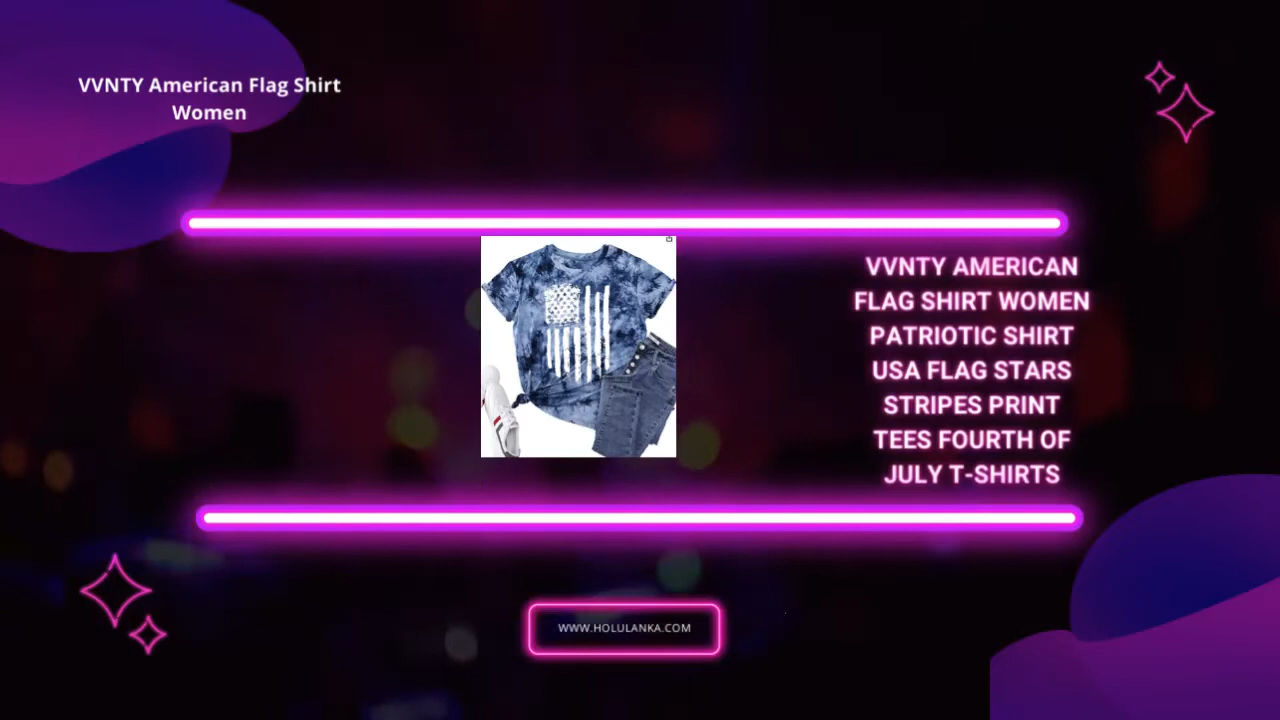 VVNTY American Flag Shirt
Women
VVNTY AMERICAN
FLAG SHIRT WOMEN
PATRIOTIC SHIRT
USA FLAG STARS
STRIPES PRINT
TEES FOURTH OF
JULY T-SHIRTS
WWW.HOLULANKA.COM